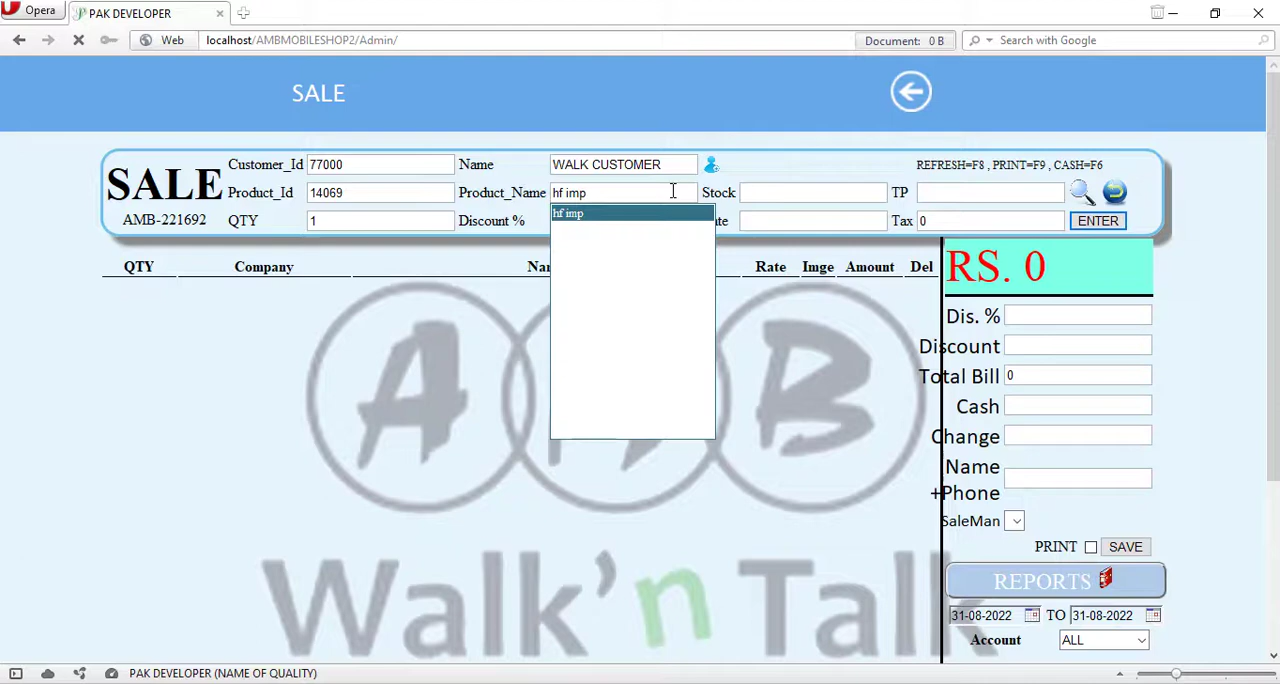 Opera
PAK DEVELOPER
Web
localhost/AMBMOBILESHOP2/Admin/
Document: 0 B
Search with Google
SALE
SALE
AMB-221692
Customer_Id 77000 Name WALK CUSTOMER REFRESH=F8 , PRINT=F9 , CASH=F6
Product_Id 14069 Product_Name hf imp Stock TP
QTY 1 Discount % Tax 0 ENTER
hf imp
QTY Company Rate Imge Amount Del
RS. 0
Dis. %
Discount
Total Bill 0
Cash
Change
Name
+Phone
SaleMan
PRINT SAVE
REPORTS
31-08-2022 TO 31-08-2022
Account ALL
AMB
Walk'n Talk
PAK DEVELOPER (NAME OF QUALITY)